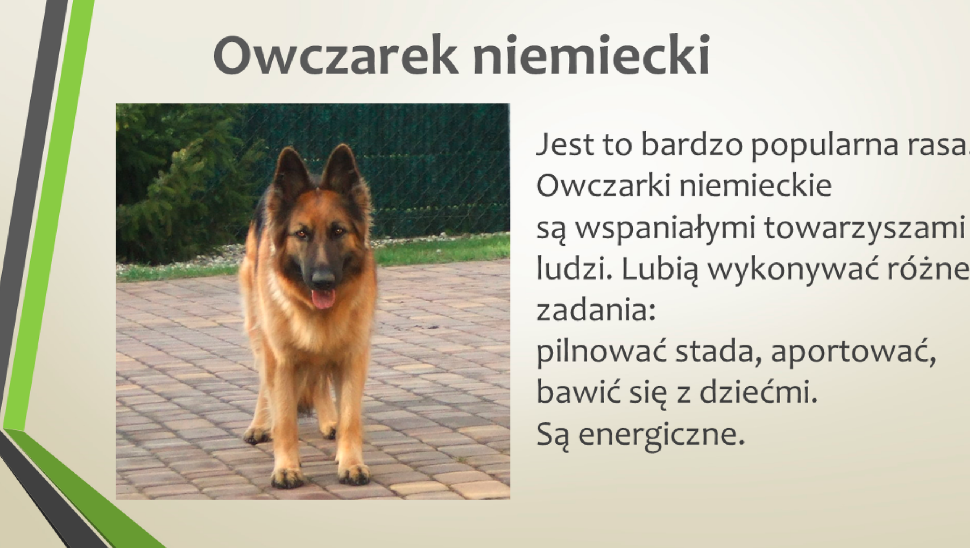 Owczarek niemiecki
Jest to bardzo popularna rasa.
Owczarki niemieckie
są wspaniałymi towarzyszami
ludzi. Lubią wykonywać różne
zadania:
pilnować stada, aportować,
bawić się z dziećmi.
Są energiczne.